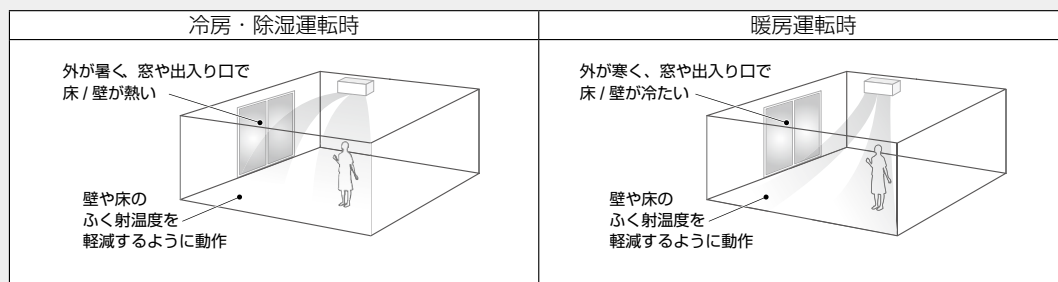 冷房・除湿運転時
外が暑く、窓や出入り口で
床 / 壁が熱い
壁や床の
ふく射温度を
軽減するように動作
暖房運転時
外が寒く、窓や出入り口で
床 / 壁が冷たい
壁や床の
ふく射温度を
軽減するように動作